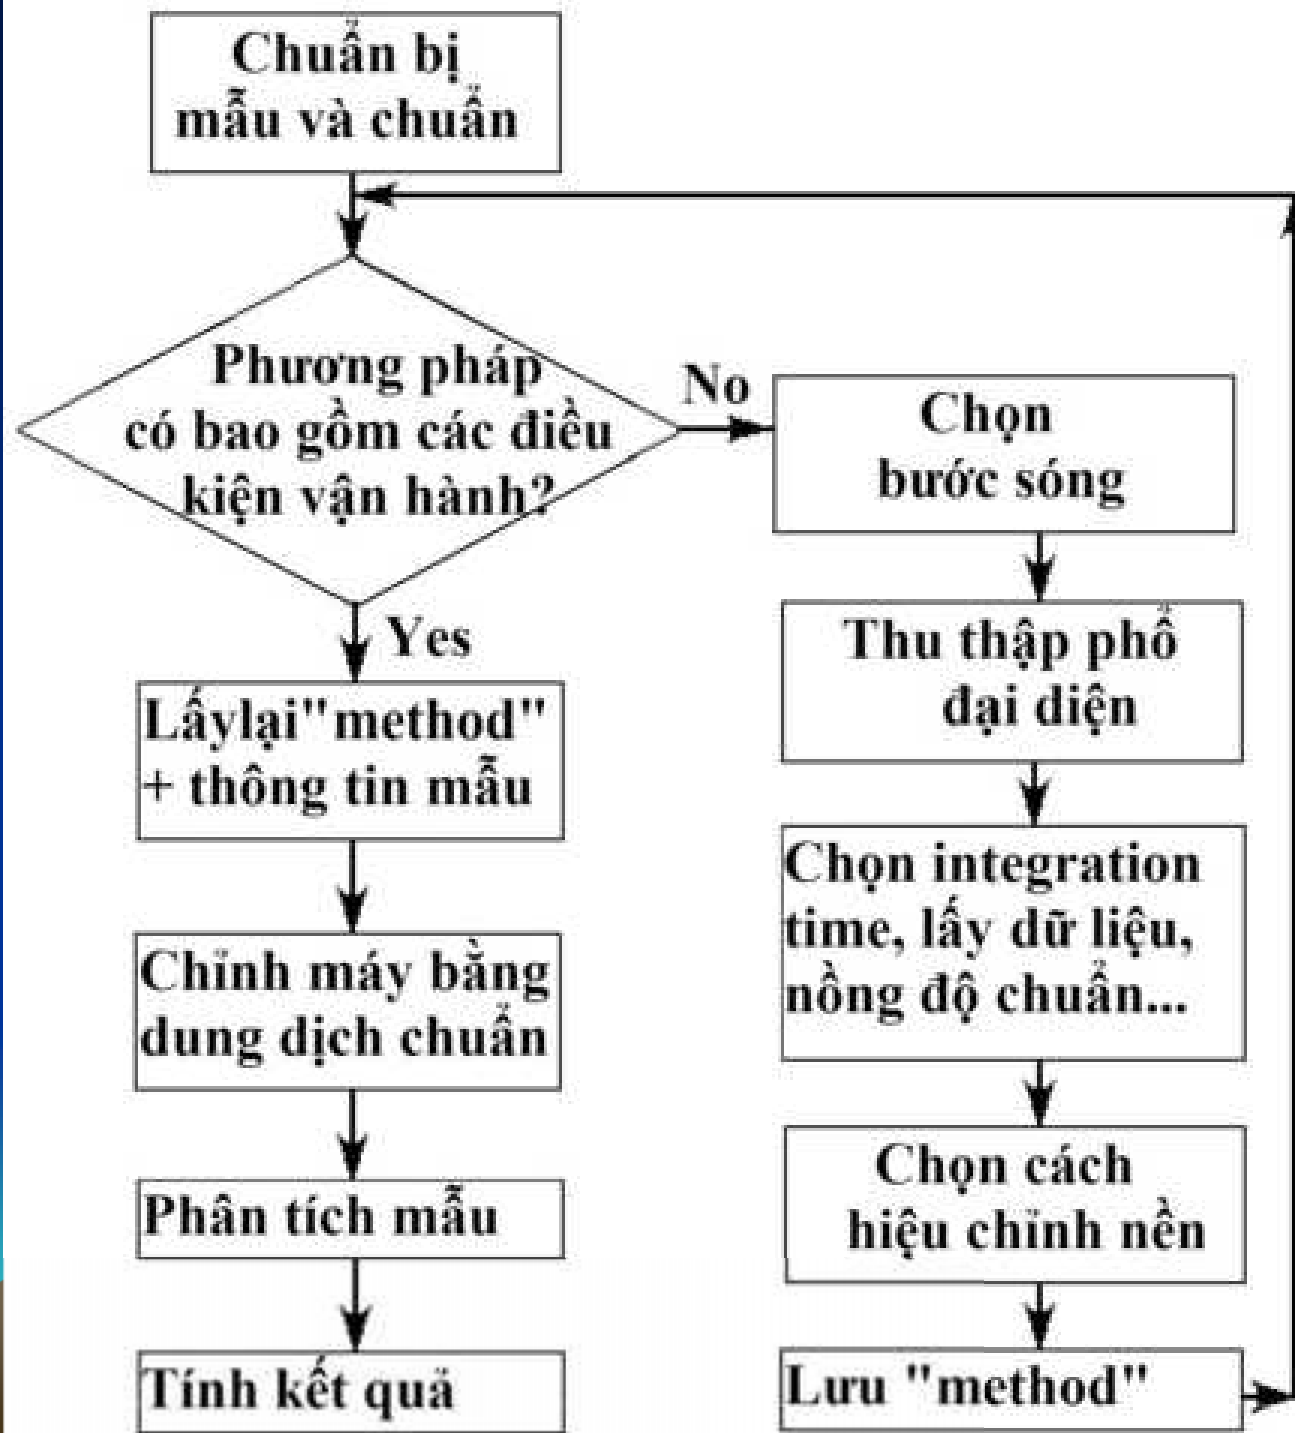 Chuẩn bị
mẫu và chuẩn
Phương pháp
có bao gồm các điều
kiện vận hành?
No
Yes
Lấylại"method"
+ thông tin mẫu
Chỉnh máy bằng
dung dịch chuẩn
Phân tích mẫu
Tính kết quả
Chọn
bước sóng
Thu thập phổ
đại diện
Chọn integration
time, lấy dữ liệu,
nồng độ chuẩn...
Chọn cách
hiệu chỉnh nền
Lưu "method"